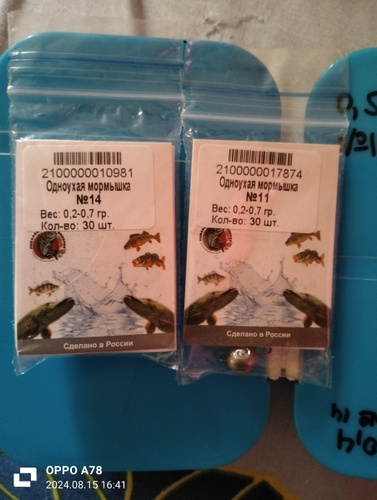 2100000010981
Одноухая мормышка
№14
Вес: 0,2-0,7 гр.
Кол-во: 30 шт.
Сделано в России
2100000017874
Одноухая мормышка
№11
Вес: 0,2-0,7 гр.
Кол-во: 30 шт.
Сделано в России
OPPO A78
2024.08.15 16:41